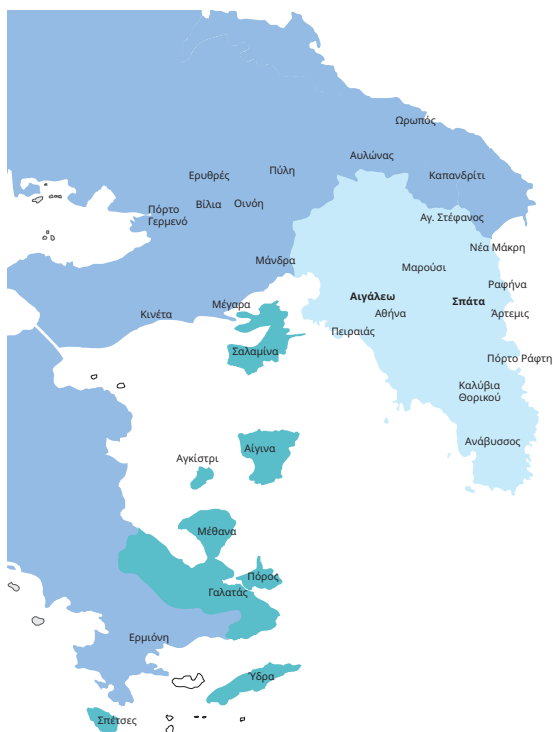 Ωρωπός
Αυλώνας
Πύλη
Ερυθρές
Καπανδρίτι
Βίλια
Οινόη
Πόρτο
Γερμενό
Αγ. Στέφανος
Νέα Μάκρη
Μάνδρα
Μαρούσι
Ραφήνα
Αιγάλεω
Σπάτα
Μέγαρα
Κινέτα
Αθήνα
Άρτεμις
Πειραιάς
Σαλαμίνα
Πόρτο Ράφτη
Καλύβια
Θορικού
Ανάβυσσος
Αίγινα
Αγκίστρι
Μέθανα
Πόρος
Γαλατάς
Ερμιόνη
Ύδρα
Σπέτσες